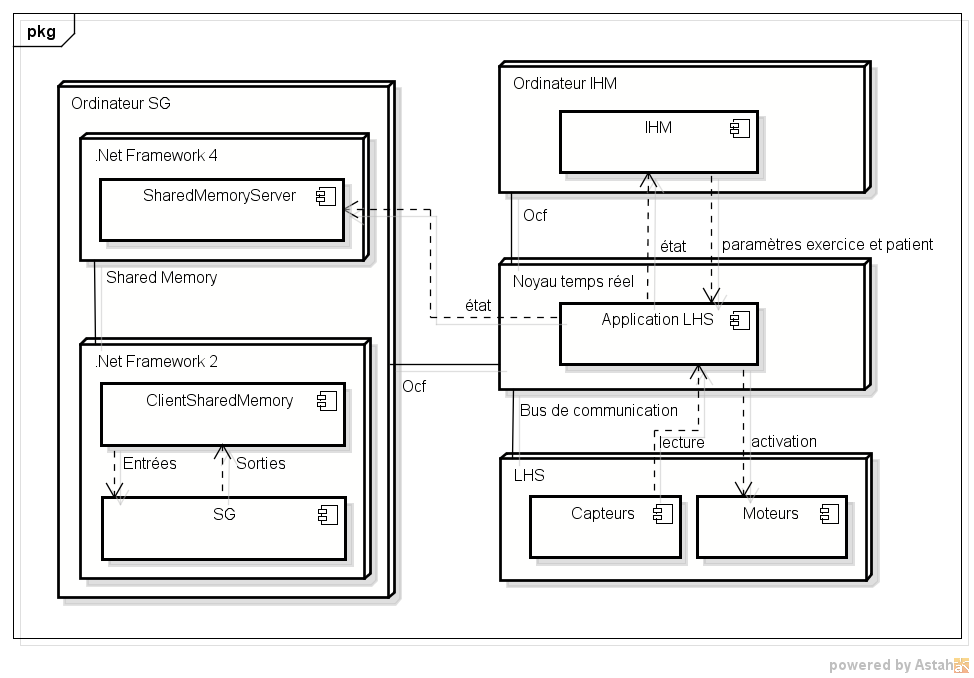 pkg
Ordinateur SG
.Net Framework 4
SharedMemoryServer
Shared Memory
.Net Framework 2
ClientSharedMemory
Entrées
Sorties
SG
état
Ocf
Ordinateur IHM
IHM
Ocf
état
paramètres exercice et patient
Noyau temps réel
Application LHS
Bus de communication
lecture
activation
LHS
Capteurs
Moteurs
powered by Astah